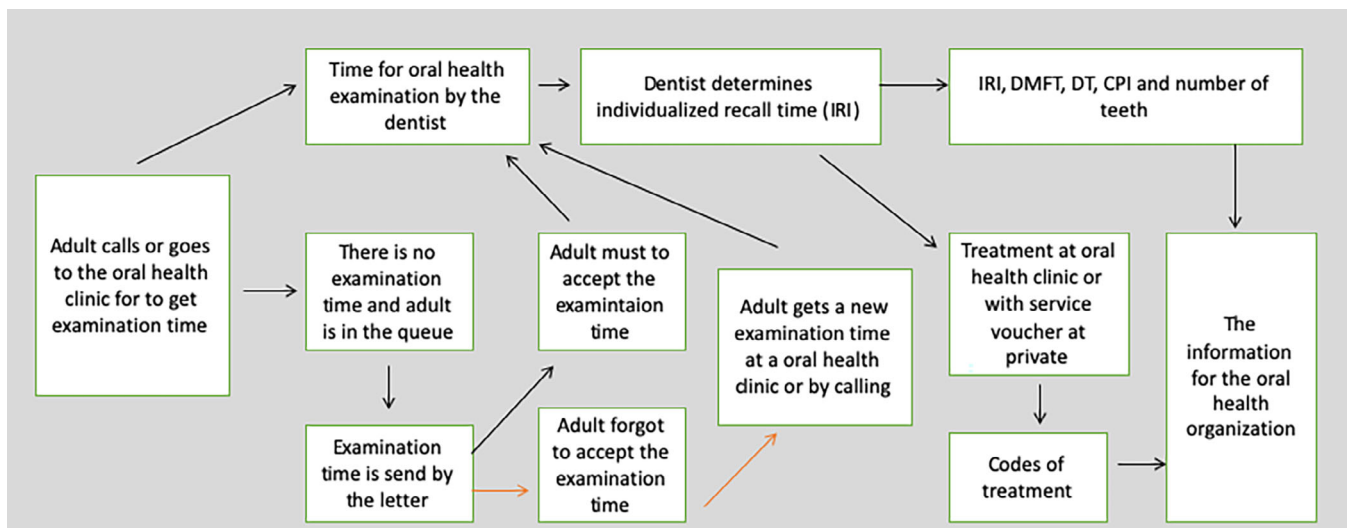 Time for oral health
examination by the
dentist
Dentist determines
individualized recall time (IRI)
IRI, DMFT, DT, CPI and number of
teeth
Adult calls or goes
to the oral health
clinic for to get
examination time
There is no
examination
time and adult
is in the queue
Adult must to
accept the
examintaion
time
Adult gets a new
examination time
at a oral health
clinic or by calling
Treatment at oral
health clinic or
with service
voucher at
private
The
information
for the oral
health
organization
Examination
time is send by
the letter
Adult forgot
to accept the
examination
time
Codes of
treatment